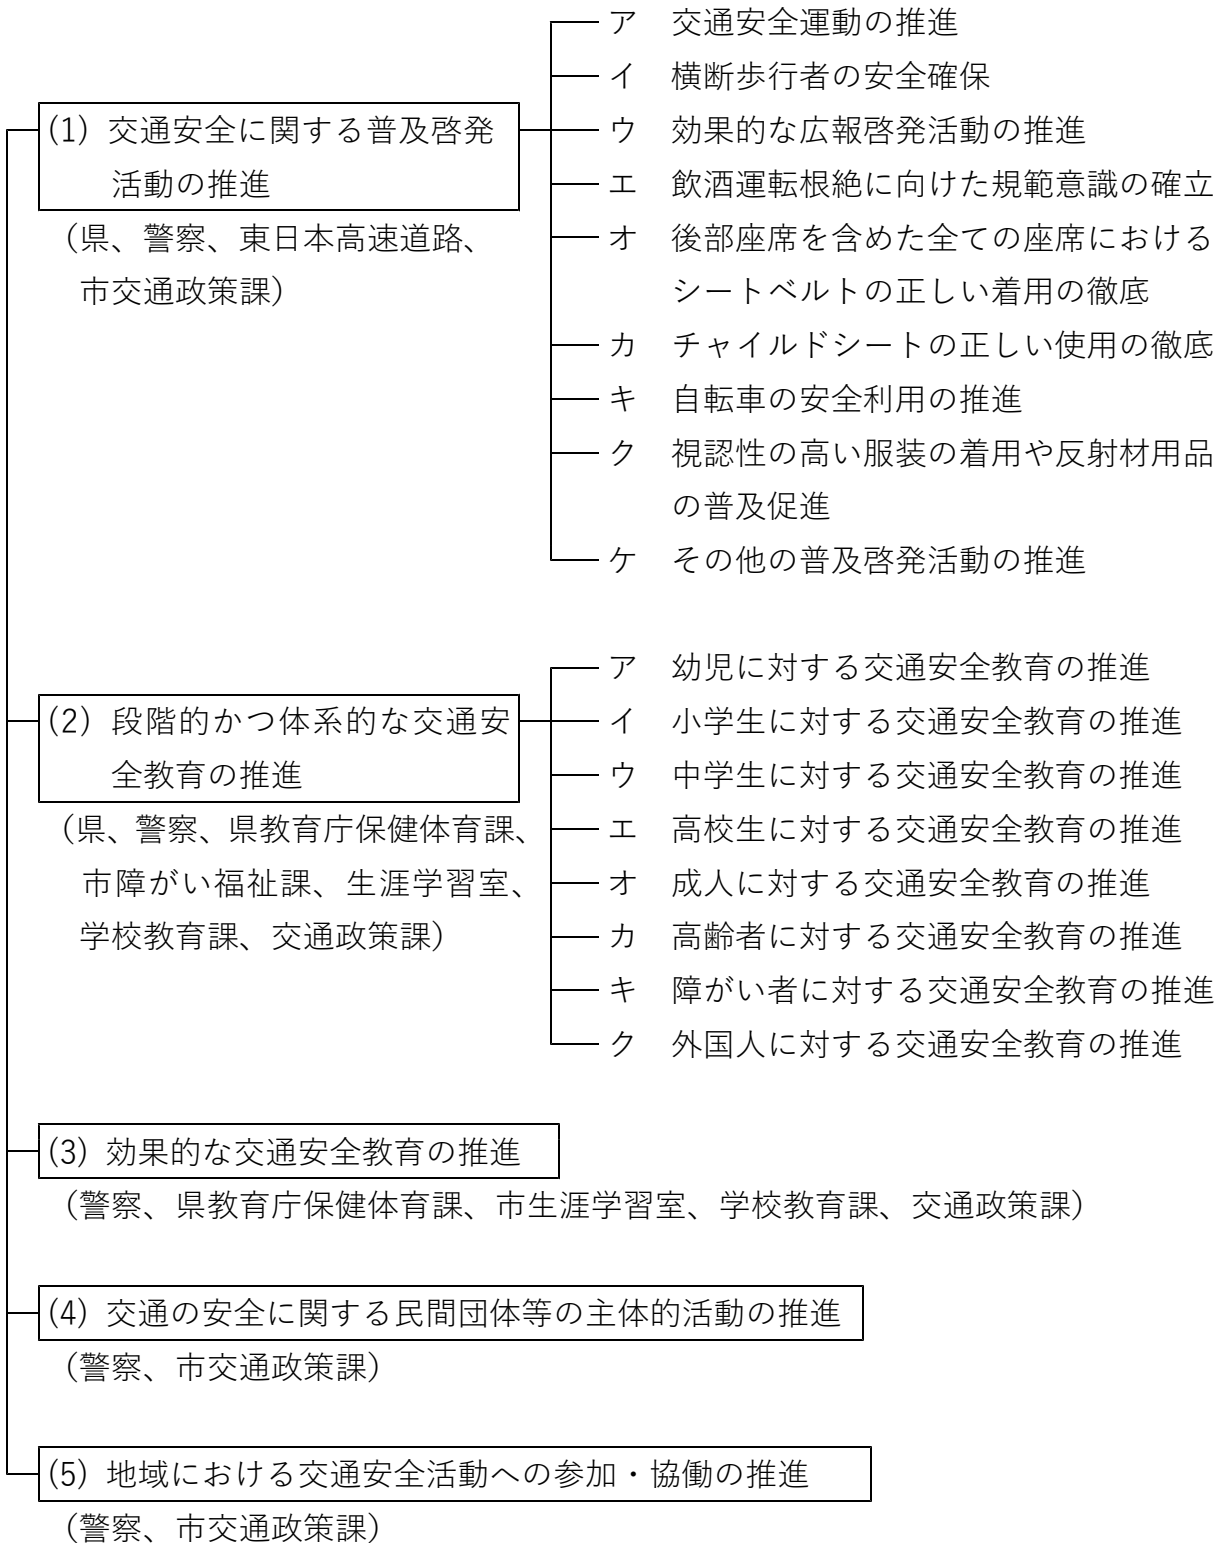 (1) 交通安全に関する普及啓発
活動の推進
（県、警察、東日本高速道路、
市交通政策課）
ア 交通安全運動の推進
イ 横断歩行者の安全確保
ウ 効果的な広報啓発活動の推進
エ 飲酒運転根絶に向けた規範意識の確立
オ 後部座席を含めた全ての座席における
シートベルトの正しい着用の徹底
カ チャイルドシートの正しい使用の徹底
キ 自転車の安全利用の推進
ク 視認性の高い服装の着用や反射材用品
の普及促進
ケ その他の普及啓発活動の推進
(2) 段階的かつ体系的な交通安
全教育の推進
（県、警察、県教育庁保健体育課、
市障がい福祉課、生涯学習室、
学校教育課、交通政策課）
ア 幼児に対する交通安全教育の推進
イ 小学生に対する交通安全教育の推進
ウ 中学生に対する交通安全教育の推進
エ 高校生に対する交通安全教育の推進
オ 成人に対する交通安全教育の推進
カ 高齢者に対する交通安全教育の推進
キ 障がい者に対する交通安全教育の推進
ク 外国人に対する交通安全教育の推進
(3) 効果的な交通安全教育の推進
（警察、県教育庁保健体育課、市生涯学習室、学校教育課、交通政策課）
(4) 交通の安全に関する民間団体等の主体的活動の推進
（警察、市交通政策課）
(5) 地域における交通安全活動への参加・協働の推進
（警察、市交通政策課）